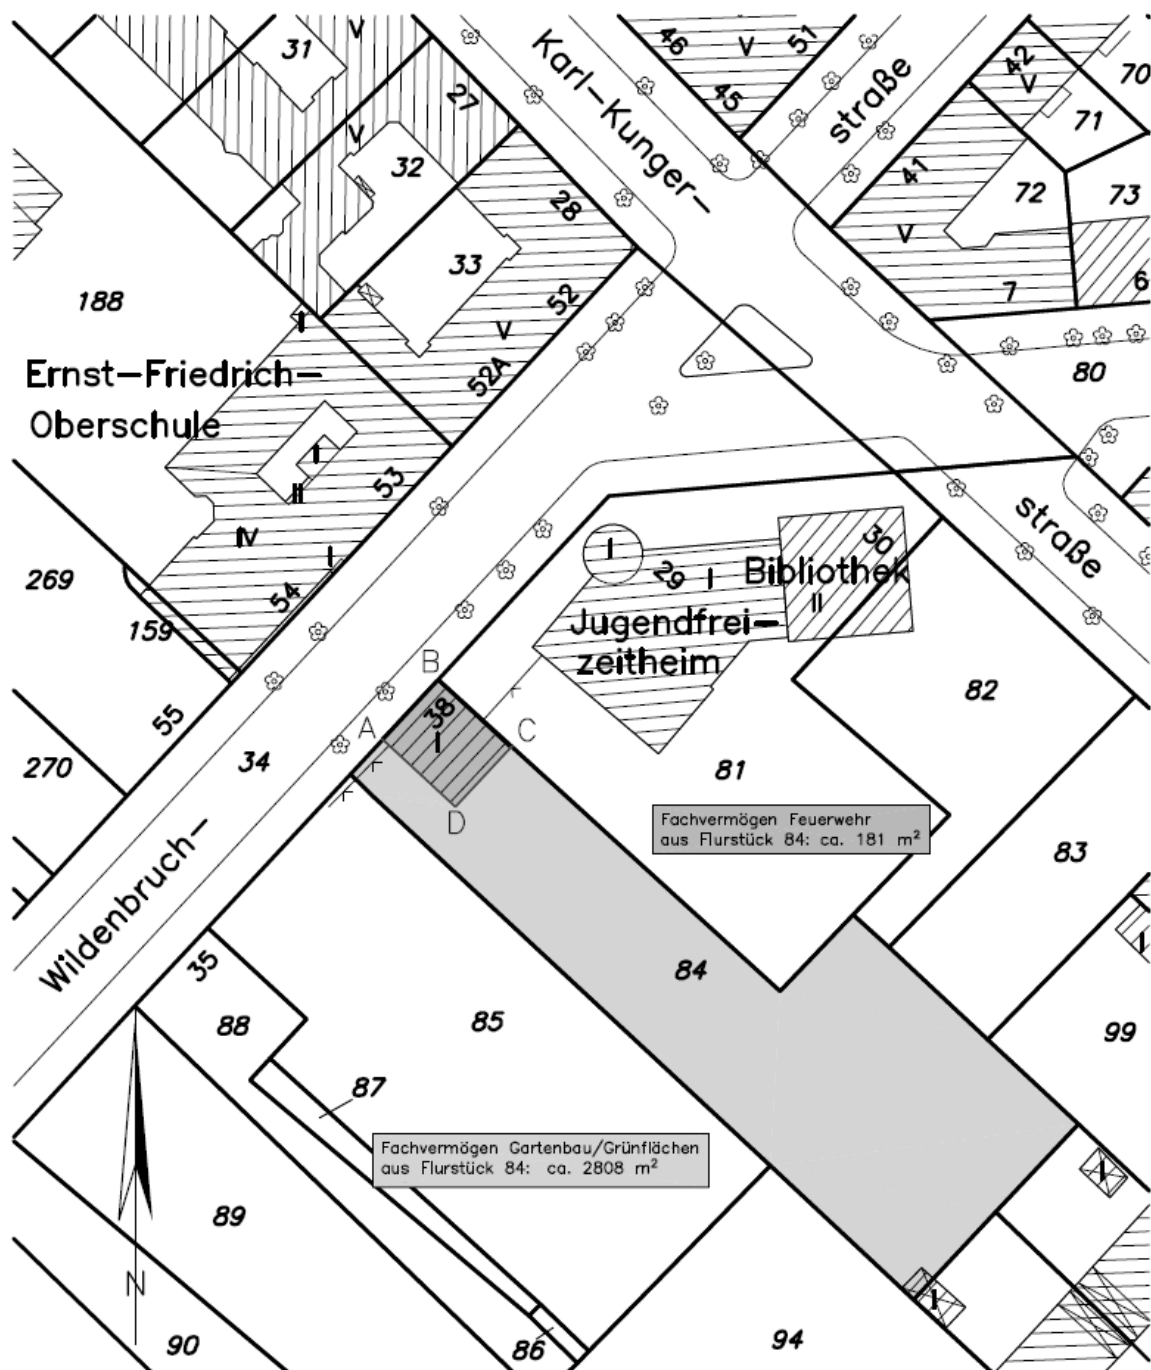 31
V
46
V
51
42
V
70
Karl-Kunger-
straße
27
V
45
71
32
41
28
72
73
33
V
188
52
V
7
6
I
52A
80
Ernst-Friedrich-
Oberschule
I
53
II
IV
I
straße
30
I
29
I
Bibliothek
II
Jugendfrei-
zeitheim
269
54
159
B
82
55
38
A
I
C
270
34
81
D
Fachvermögen Feuerwehr
aus Flurstück 84: ca. 181 m²
83
Wildenbruch-
I
35
84
88
85
99
87
Fachvermögen Gartenbau/Grünflächen
aus Flurstück 84: ca. 2808 m²
I
89
N
I
90
86
94